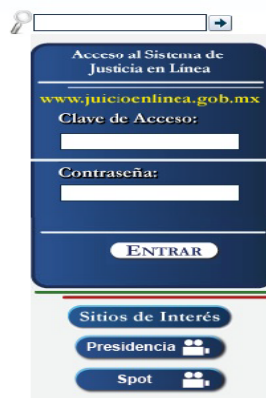 Acceso al Sistema de
Justicia en Línea
www.juicioenlinea.gob.mx
Clave de Acceso:
Contraseña:
ENTRAR
Sitios de Interés
Presidencia
Spot